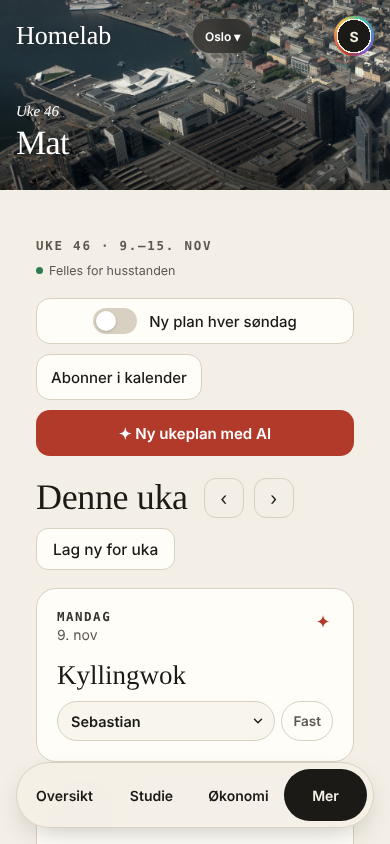 Homelab
Oslo ▾
S
Uke 46
Mat
UKE 46 · 9.–15. NOV
Felles for husstanden
Ny plan hver søndag
Abonner i kalender
✦ Ny ukeplan med AI
Denne uka
‹ ›
Lag ny for uka
MANDAG
✦
9. nov
Kyllingwok
Sebastian
Fast
Oversikt Studie Økonomi Mer